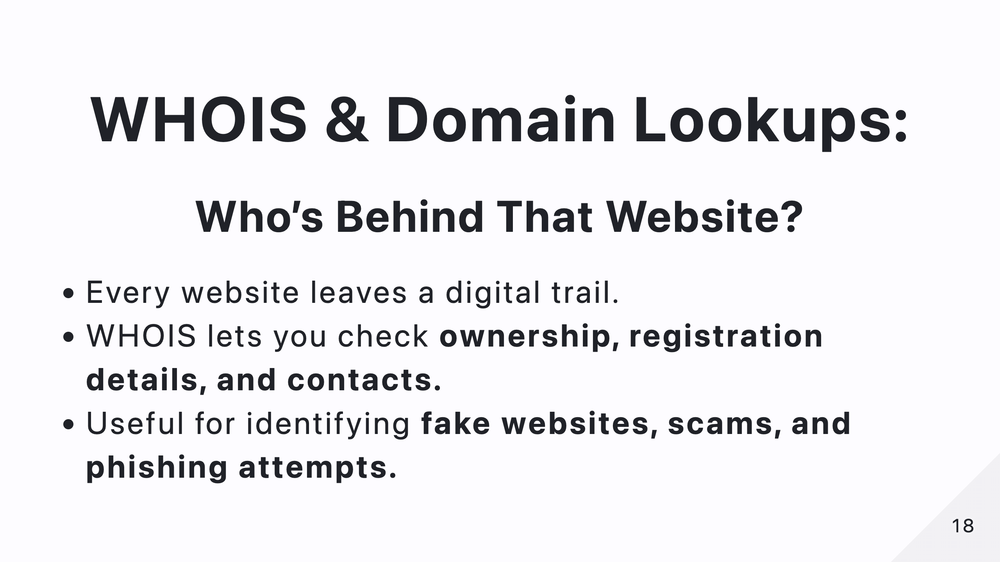 WHOIS & Domain Lookups:
Who’s Behind That Website?
• Every website leaves a digital trail.
• WHOIS lets you check ownership, registration
details, and contacts.
• Useful for identifying fake websites, scams, and
phishing attempts.
18